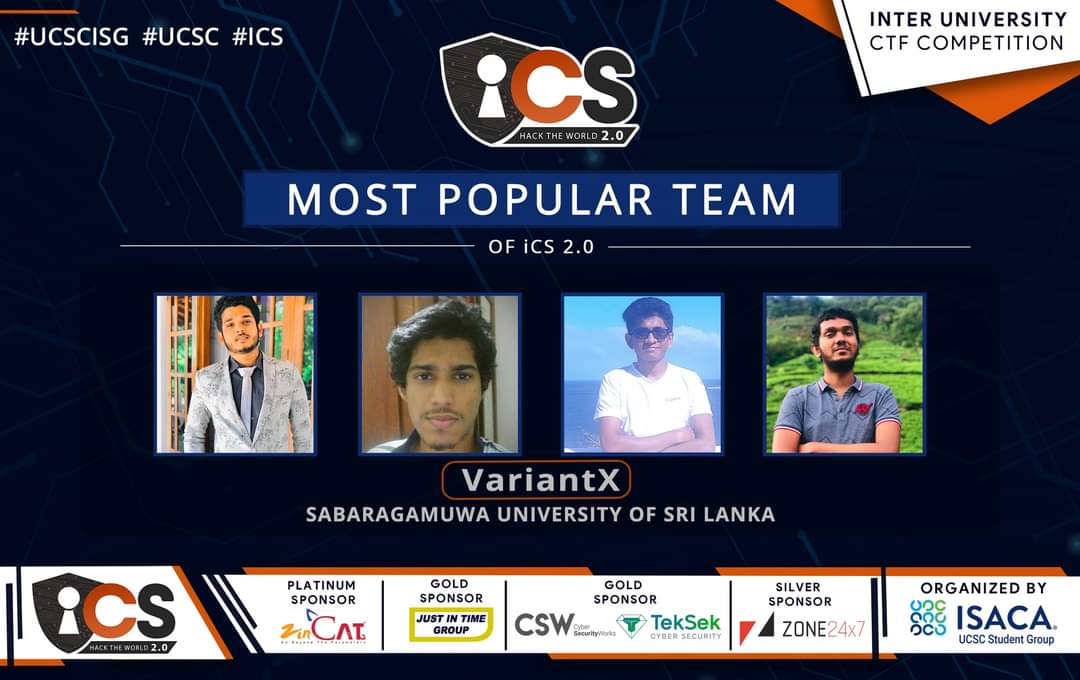 #UCSCISG #UCSC #ICS
INTER UNIVERSITY
CTF COMPETITION
iCS
HACK THE WORLD 2.0
MOST POPULAR TEAM
OF iCS 2.0
VariantX
SABARAGAMUWA UNIVERSITY OF SRI LANKA
iCS
HACK THE WORLD 2.0
PLATINUM
SPONSOR
zinCAT
GOLD
SPONSOR
JUST IN TIME
GROUP
GOLD
SPONSOR
CSW Cyber
SecurityWorks
TekSek
CYBER SECURITY
SILVER
SPONSOR
ZONE24x7
ORGANIZED BY
ISACA®
UCSC Student Group